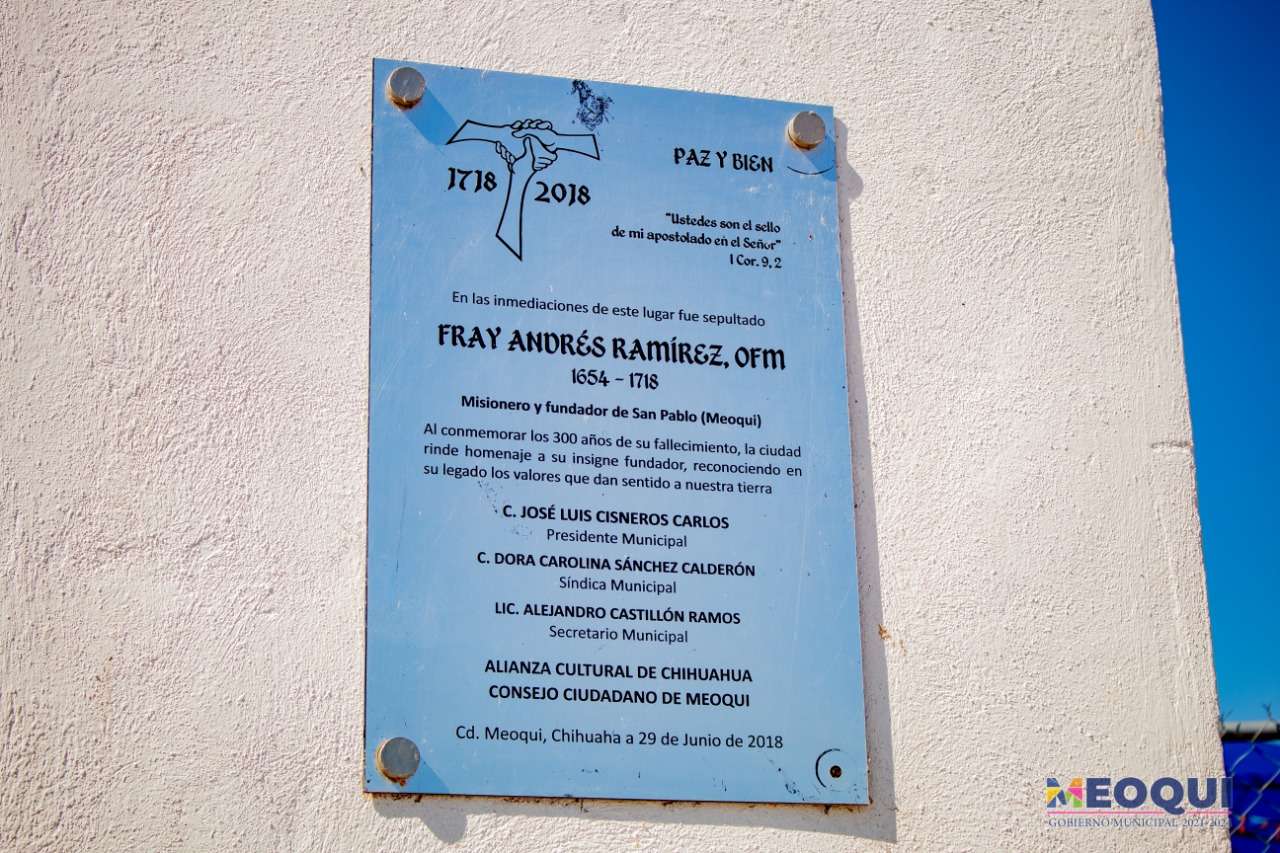 1718 2018
PAZ Y BIEN
"Ustedes son el sello
de mi apostolado en el Señor"
I Cor. 9, 2
En las inmediaciones de este lugar fue sepultado
FRAY ANDRÉS RAMÍREZ, OFM
1654 - 1718
Misionero y fundador de San Pablo (Meoqui)
Al conmemorar los 300 años de su fallecimiento, la ciudad
rinde homenaje a su insigne fundador, reconociendo en
su legado los valores que dan sentido a nuestra tierra
C. JOSÉ LUIS CISNEROS CARLOS
Presidente Municipal
C. DORA CAROLINA SÁNCHEZ CALDERÓN
Síndica Municipal
LIC. ALEJANDRO CASTILLÓN RAMOS
Secretario Municipal
ALIANZA CULTURAL DE CHIHUAHUA
CONSEJO CIUDADANO DE MEOQUI
Cd. Meoqui, Chihuaha a 29 de Junio de 2018
MEOQUI
GOBIERNO MUNICIPAL